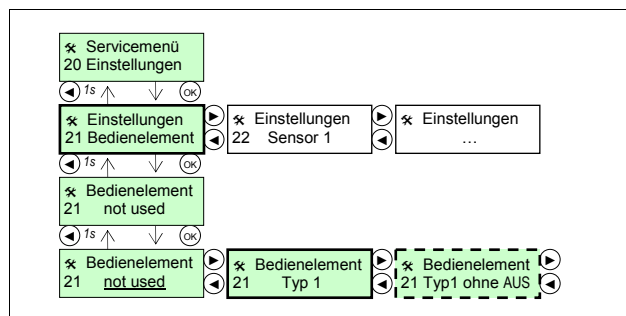 Servicemenü
20 Einstellungen
1s OK
Einstellungen
21 Bedienelement
Einstellungen
22 Sensor 1
Einstellungen
...
1s OK
Bedienelement
21 not used
1s OK
Bedienelement
21 not used
Bedienelement
21 Typ 1
Bedienelement
21 Typ1 ohne AUS